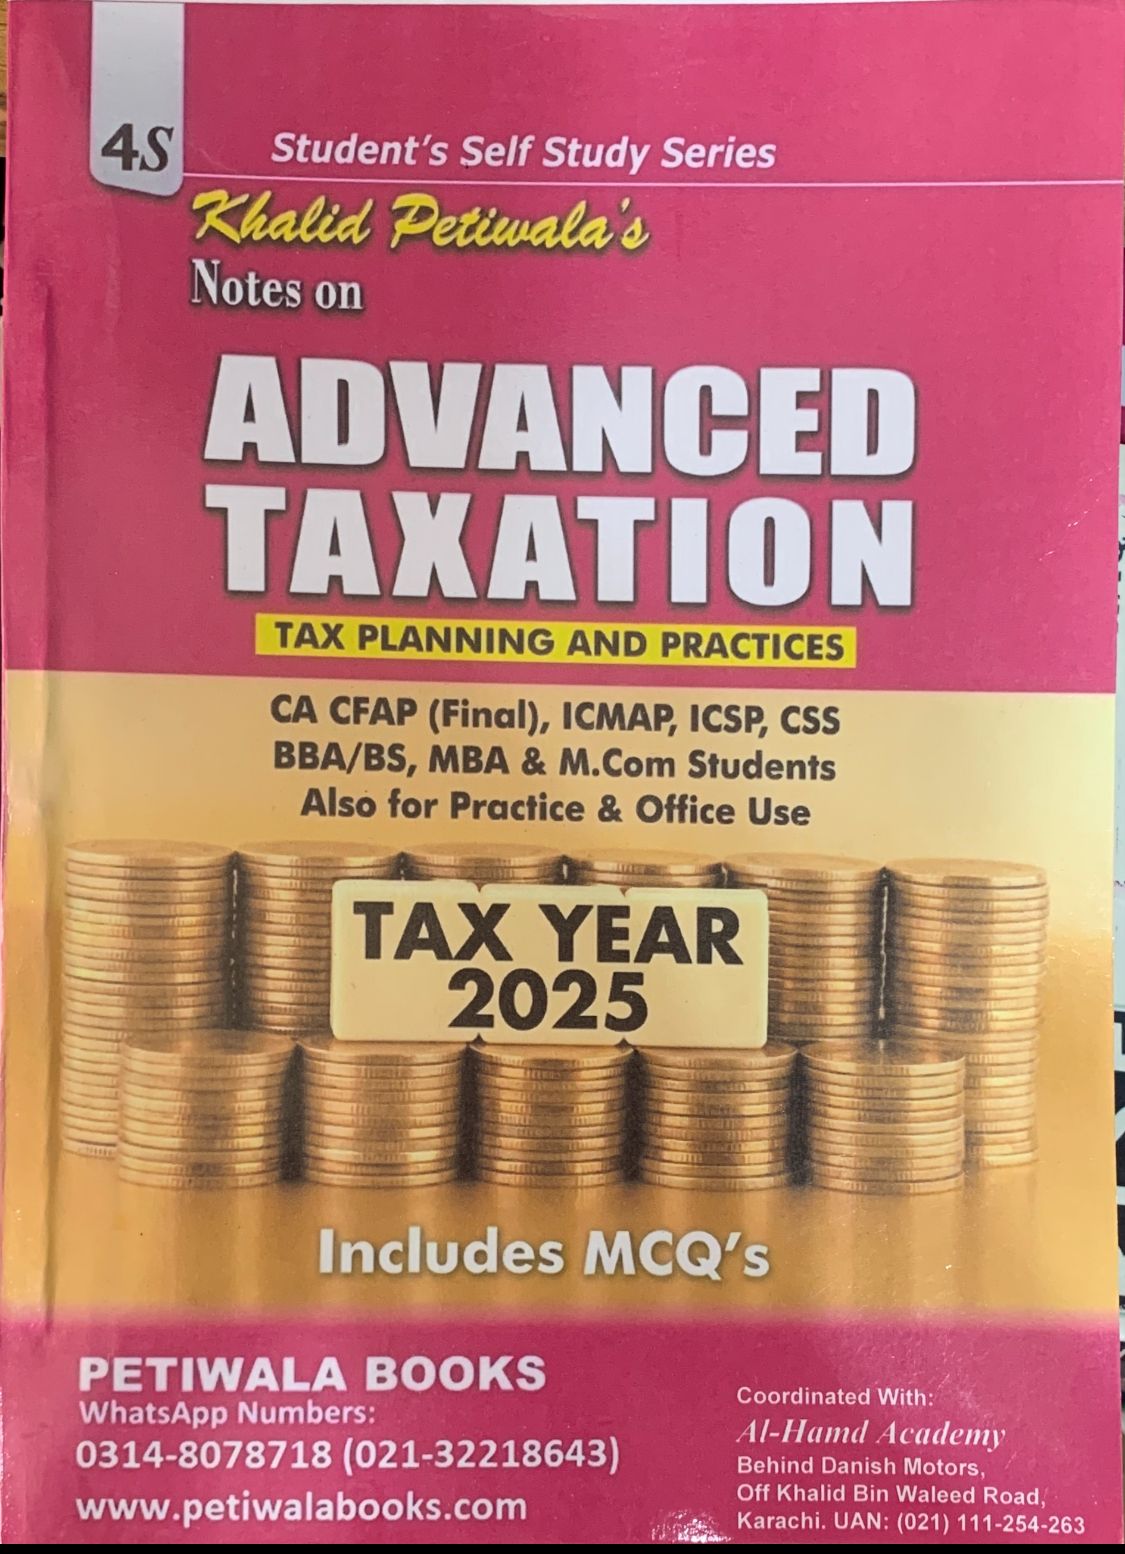 4S
Student's Self Study Series
Khalid Petiwala's
Notes on
ADVANCED
TAXATION
TAX PLANNING AND PRACTICES
CA CFAP (Final), ICMAP, ICSP, CSS
BBA/BS, MBA & M.Com Students
Also for Practice & Office Use
TAX YEAR
2025
Includes MCQ's
PETIWALA BOOKS
WhatsApp Numbers:
0314-8078718 (021-32218643)
www.petiwalabooks.com
Coordinated With:
Al-Hamd Academy
Behind Danish Motors,
Off Khalid Bin Waleed Road,
Karachi. UAN: (021) 111-254-263